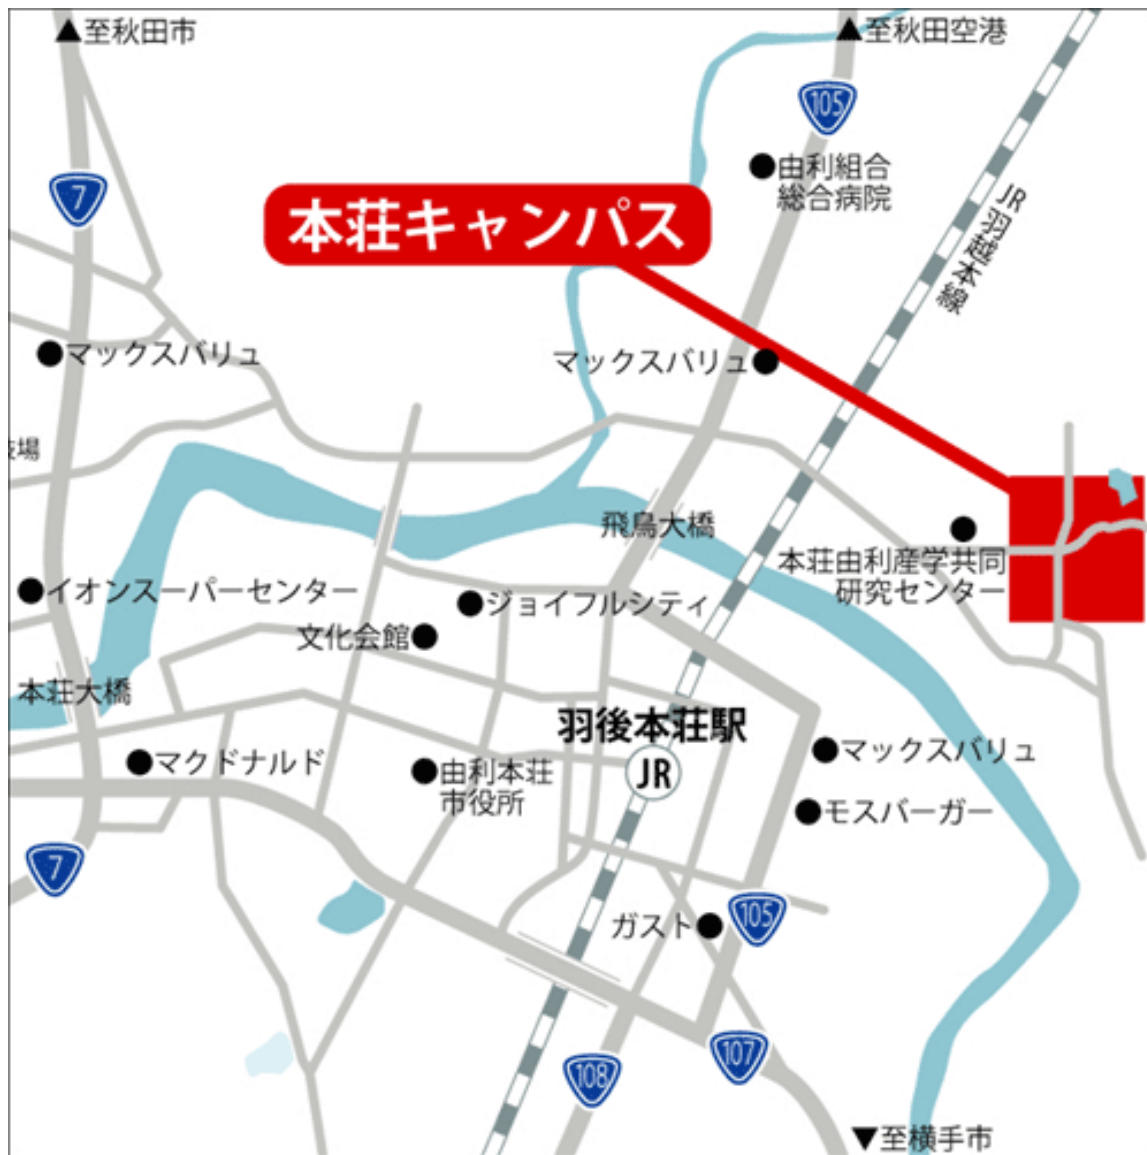 至秋田市
至秋田空港
105
由利組合
総合病院
7
本荘キャンパス
JR羽越本線
マックスバリュ
マックスバリュ
場
飛鳥大橋
本荘由利産学共同
研究センター
イオンスーパーセンター
ジョイフルシティ
文化会館
本荘大橋
羽後本荘駅
JR
マックスバリュ
マクドナルド
由利本荘
市役所
モスバーガー
7
ガスト
105
107
108
至横手市